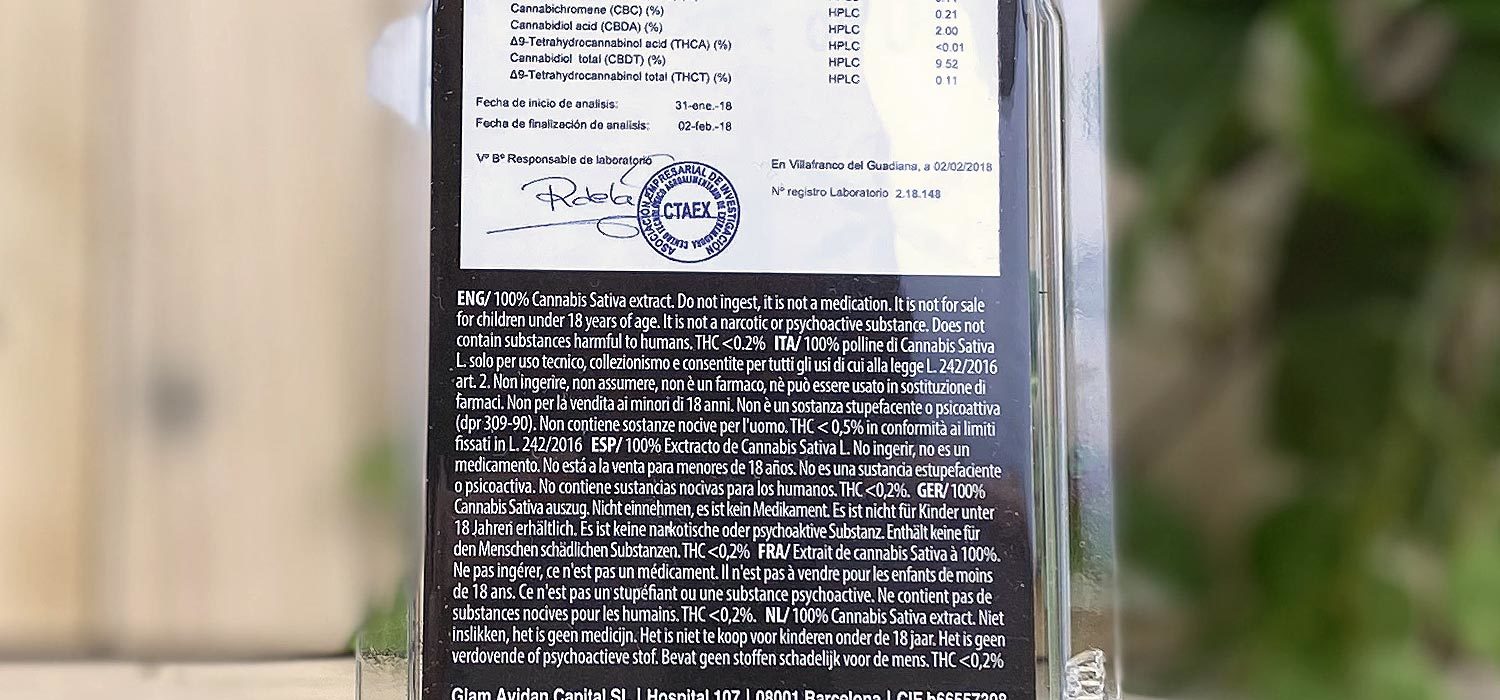 Cannabichromene (CBC) (%) HPLC 0.21
Cannabidiol acid (CBDA) (%) HPLC 2.00
Δ9-Tetrahydrocannabinol acid (THCA) (%) HPLC <0.01
Cannabidiol total (CBDT) (%) HPLC 9 52
Δ9-Tetrahydrocannabinol total (THCT) (%) HPLC 0 11
Fecha de inicio de analisis: 31-ene.-18
Fecha de finalización de analisis: 02-feb.-18
Vº Bº Responsable de laboratorio
En Villafranco del Guadiana, a 02/02/2018
Nº registro Laboratorio 2.18.148
ASOCIACIÓN EMPRESARIAL DE INVESTIGACIÓN
CENTRO TECNOLÓGICO AGROALIMENTARIO DE EXTREMADURA
CTAEX
ENG/ 100% Cannabis Sativa extract. Do not ingest, it is not a medication. It is not for sale
for children under 18 years of age. It is not a narcotic or psychoactive substance. Does not
contain substances harmful to humans. THC <0.2% ITA/ 100% polline di Cannabis Sativa
L. solo per uso tecnico, collezionismo e consentite per tutti gli usi di cui alla legge L. 242/2016
art. 2. Non ingerire, non assumere, non è un farmaco, nè può essere usato in sostituzione di
farmaci. Non per la vendita ai minori di 18 anni. Non è un sostanza stupefacente o psicoattiva
(dpr 309-90). Non contiene sostanze nocive per l'uomo. THC < 0,5% in conformità ai limiti
fissati in L. 242/2016 ESP/ 100% Exctracto de Cannabis Sativa L. No ingerir, no es un
medicamento. No está a la venta para menores de 18 años. No es una sustancia estupefaciente
o psicoactiva. No contiene sustancias nocivas para los humanos. THC <0,2%. GER/ 100%
Cannabis Sativa auszug. Nicht einnehmen, es ist kein Medikament. Es ist nicht für Kinder unter
18 Jahren erhältlich. Es ist keine narkotische oder psychoaktive Substanz. Enthält keine für
den Menschen schädlichen Substanzen. THC <0,2% FRA/ Extrait de cannabis Sativa à 100%.
Ne pas ingérer, ce n'est pas un médicament. Il n'est pas à vendre pour les enfants de moins
de 18 ans. Ce n'est pas un stupéfiant ou une substance psychoactive. Ne contient pas de
substances nocives pour les humains. THC <0,2%. NL/ 100% Cannabis Sativa extract. Niet
inslikken, het is geen medicijn. Het is niet te koop voor kinderen onder de 18 jaar. Het is geen
verdovende of psychoactieve stof. Bevat geen stoffen schadelijk voor de mens. THC <0,2%
Glam Avidan Capital SL | Hospital 107 | 08001 Barcelona | CIF